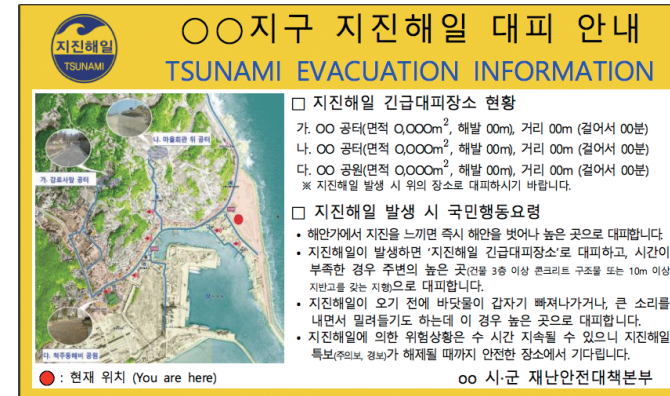 지진해일
TSUNAMI
○○지구 지진해일 대피 안내
TSUNAMI EVACUATION INFORMATION
나. 마을회관 뒤 공터
가. 감로사앞 공터
다. 척주동해비 공원
□ 지진해일 긴급대피장소 현황
가. OO 공터(면적 O,OOOm², 해발 00m), 거리 00m (걸어서 00분)
나. OO 공터(면적 O,OOOm², 해발 00m), 거리 00m (걸어서 00분)
다. OO 공원(면적 O,OOOm², 해발 00m), 거리 00m (걸어서 00분)
※ 지진해일 발생 시 위의 장소로 대피하시기 바랍니다.
□ 지진해일 발생 시 국민행동요령
• 해안가에서 지진을 느끼면 즉시 해안을 벗어나 높은 곳으로 대피합니다.
• 지진해일이 발생하면 '지진해일 긴급대피장소'로 대피하고, 시간이
부족한 경우 주변의 높은 곳(건물 3층 이상 콘크리트 구조물 또는 10m 이상
지반고를 갖는 지형)으로 대피합니다.
• 지진해일이 오기 전에 바닷물이 갑자기 빠져나가거나, 큰 소리를
내면서 밀려들기도 하는데 이 경우 높은 곳으로 대피합니다.
• 지진해일에 의한 위험상황은 수 시간 지속될 수 있으니 지진해일
특보(주의보, 경보)가 해제될 때까지 안전한 장소에서 기다립니다.
: 현재 위치 (You are here)
oo 시·군 재난안전대책본부